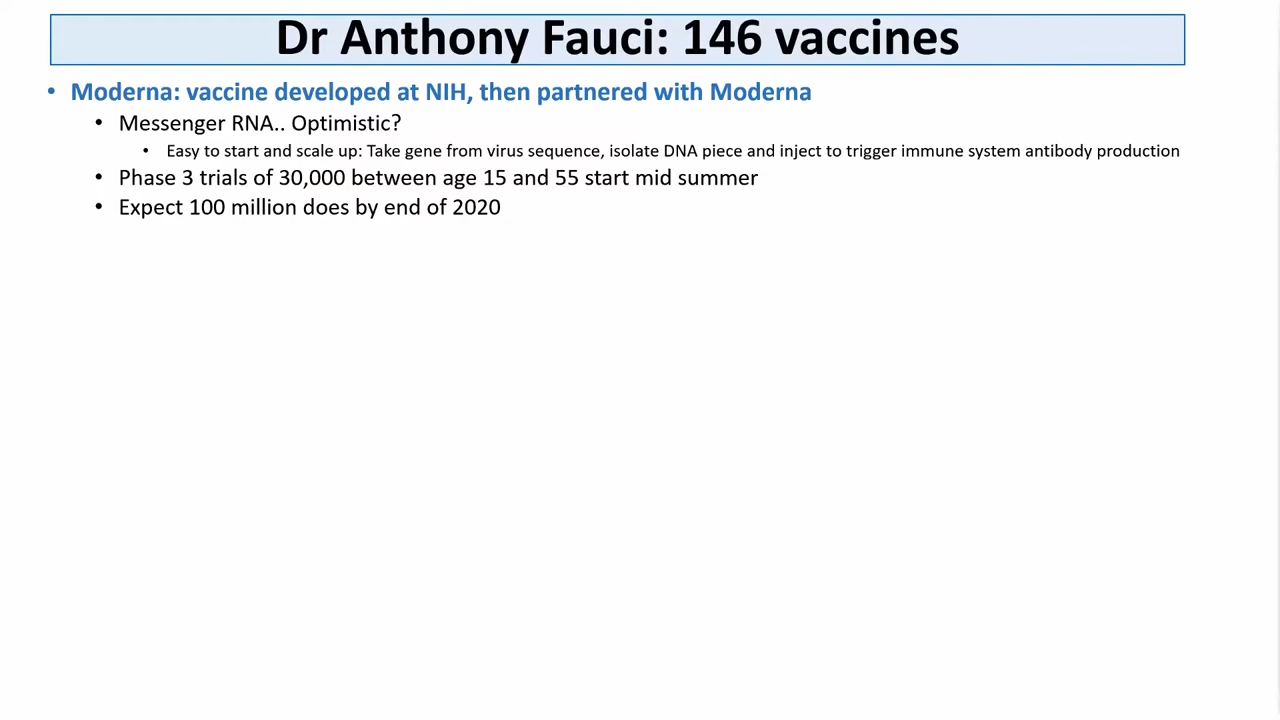 Dr Anthony Fauci: 146 vaccines
• Moderna: vaccine developed at NIH, then partnered with Moderna
• Messenger RNA.. Optimistic?
• Easy to start and scale up: Take gene from virus sequence, isolate DNA piece and inject to trigger immune system antibody production
• Phase 3 trials of 30,000 between age 15 and 55 start mid summer
• Expect 100 million does by end of 2020